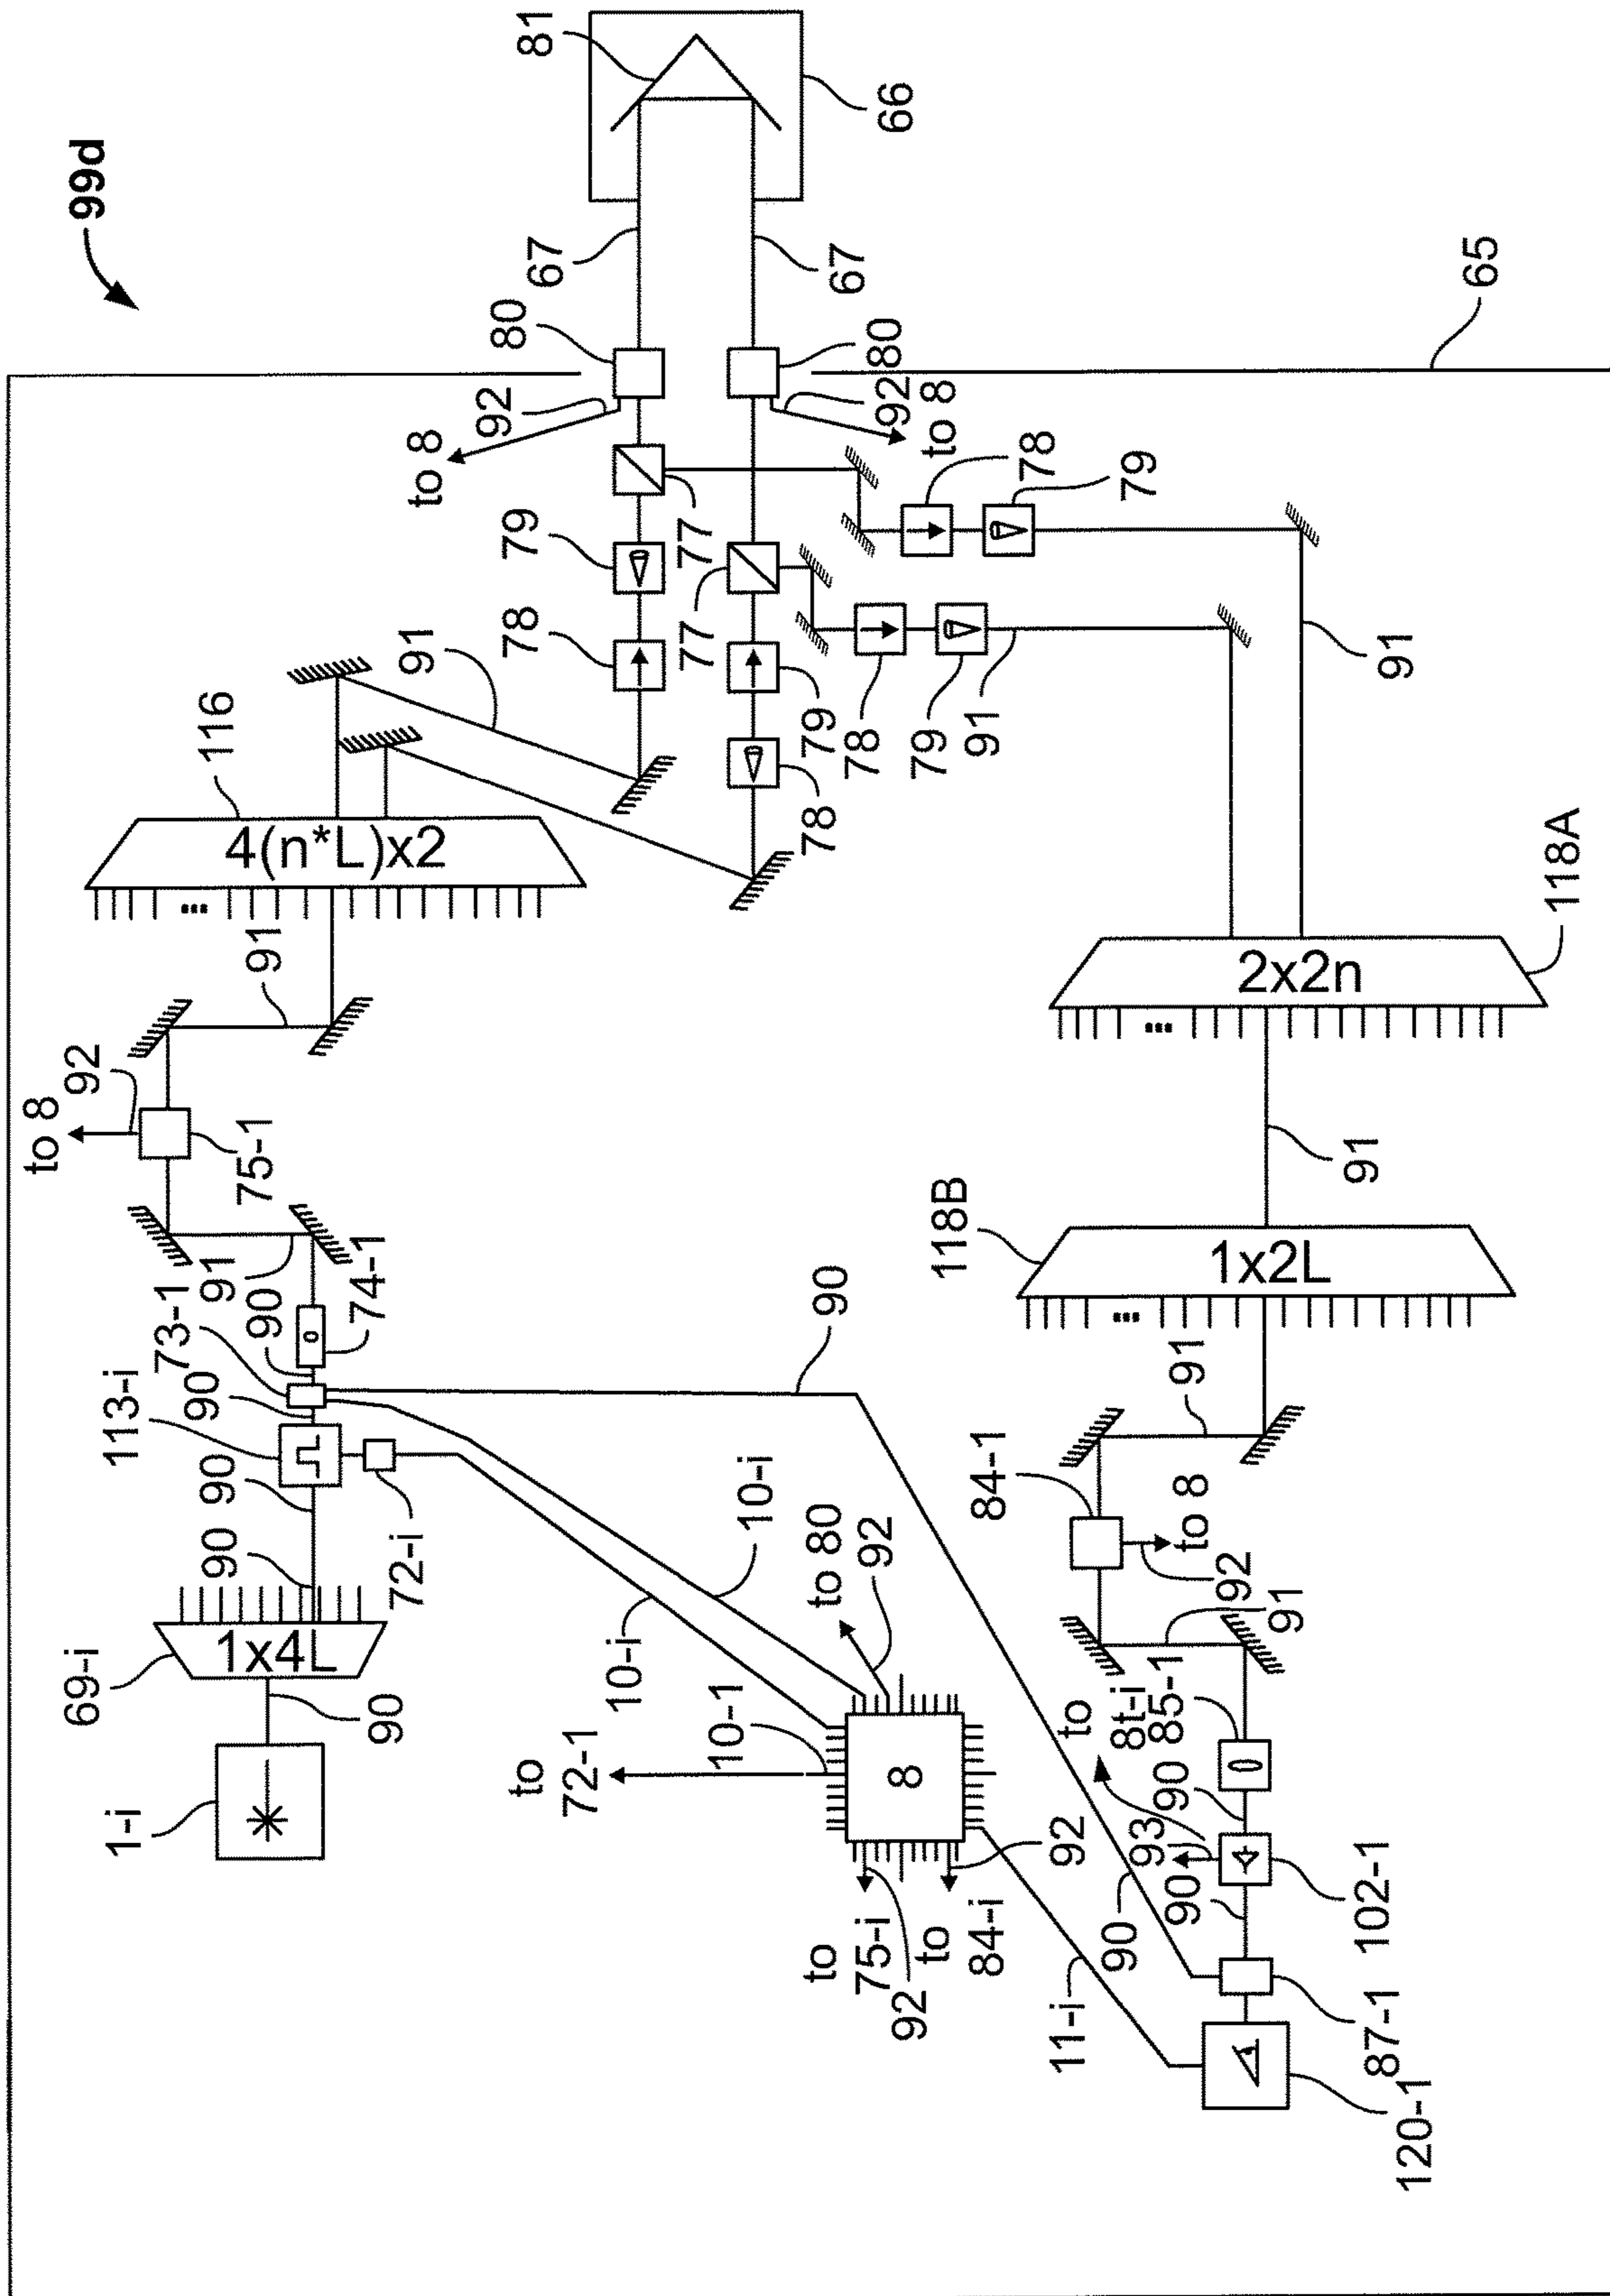 99d
81
66
67
67
80
80
65
92
to 8
92
to 8
77
77
79
78
78
79
91
116
4(n*L)x2
91
78
79
91
79
78
91
118A
2x2n
91
92
to 8
75-1
91
118B
1x2L
91
74-1
73-1
90
113-i
90
90
90
90
91
84-1
to 8
92
91
72-i
69-i
1x4L
90
1-i
10-i
10-i
to 80
92
10-1
to
72-1
8
to
75-i
92
to
84-i
92
to
8t-i
85-1
90
93
90
90
102-1
11-i
87-1
120-1